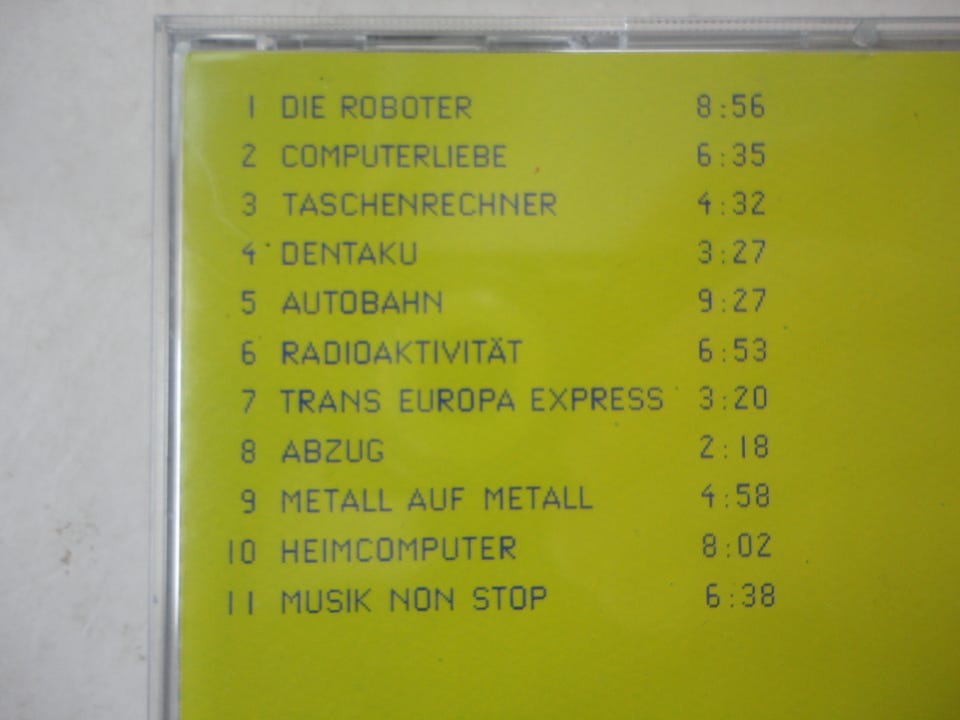 1 DIE ROBOTER 8:56
2 COMPUTERLIEBE 6:35
3 TASCHENRECHNER 4:32
4 DENTAKU 3:27
5 AUTOBAHN 9:27
6 RADIOAKTIVITÄT 6:53
7 TRANS EUROPA EXPRESS 3:20
8 ABZUG 2:18
9 METALL AUF METALL 4:58
10 HEIMCOMPUTER 8:02
11 MUSIK NON STOP 6:38